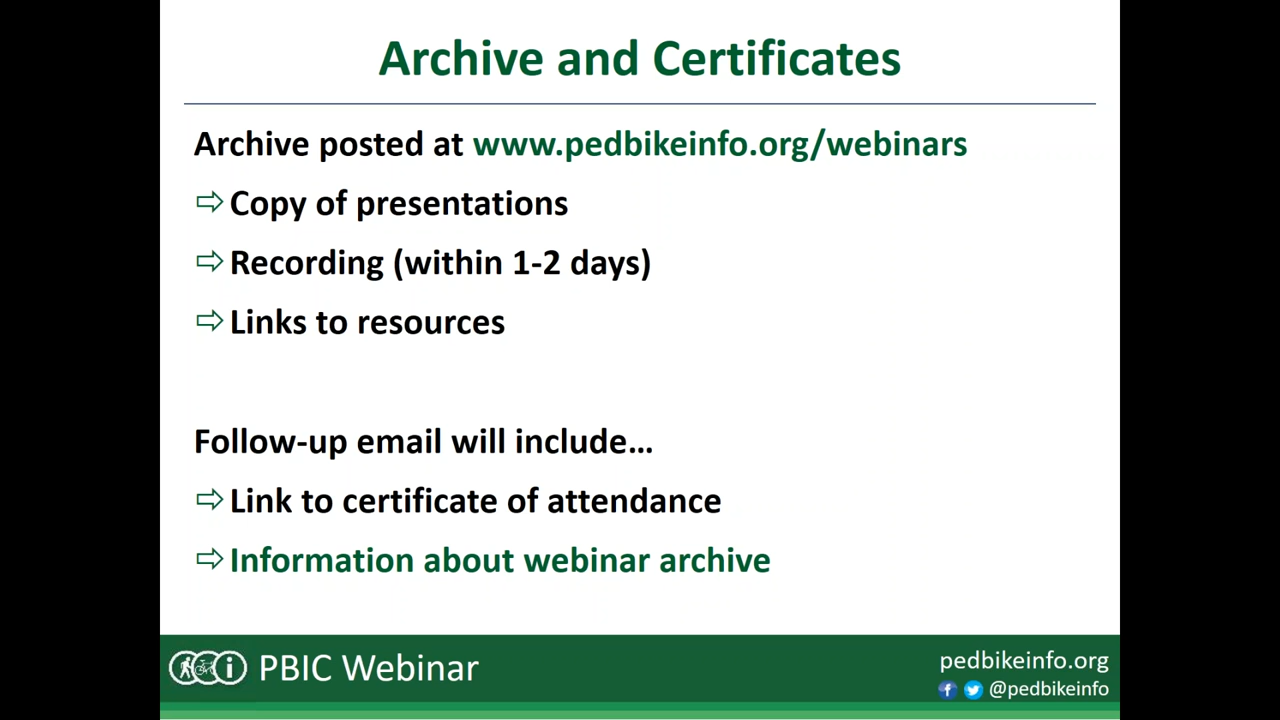 Archive and Certificates
Archive posted at www.pedbikeinfo.org/webinars
⇨ Copy of presentations
⇨ Recording (within 1-2 days)
⇨ Links to resources
Follow-up email will include…
⇨ Link to certificate of attendance
⇨ Information about webinar archive
PBIC Webinar
pedbikeinfo.org
@pedbikeinfo